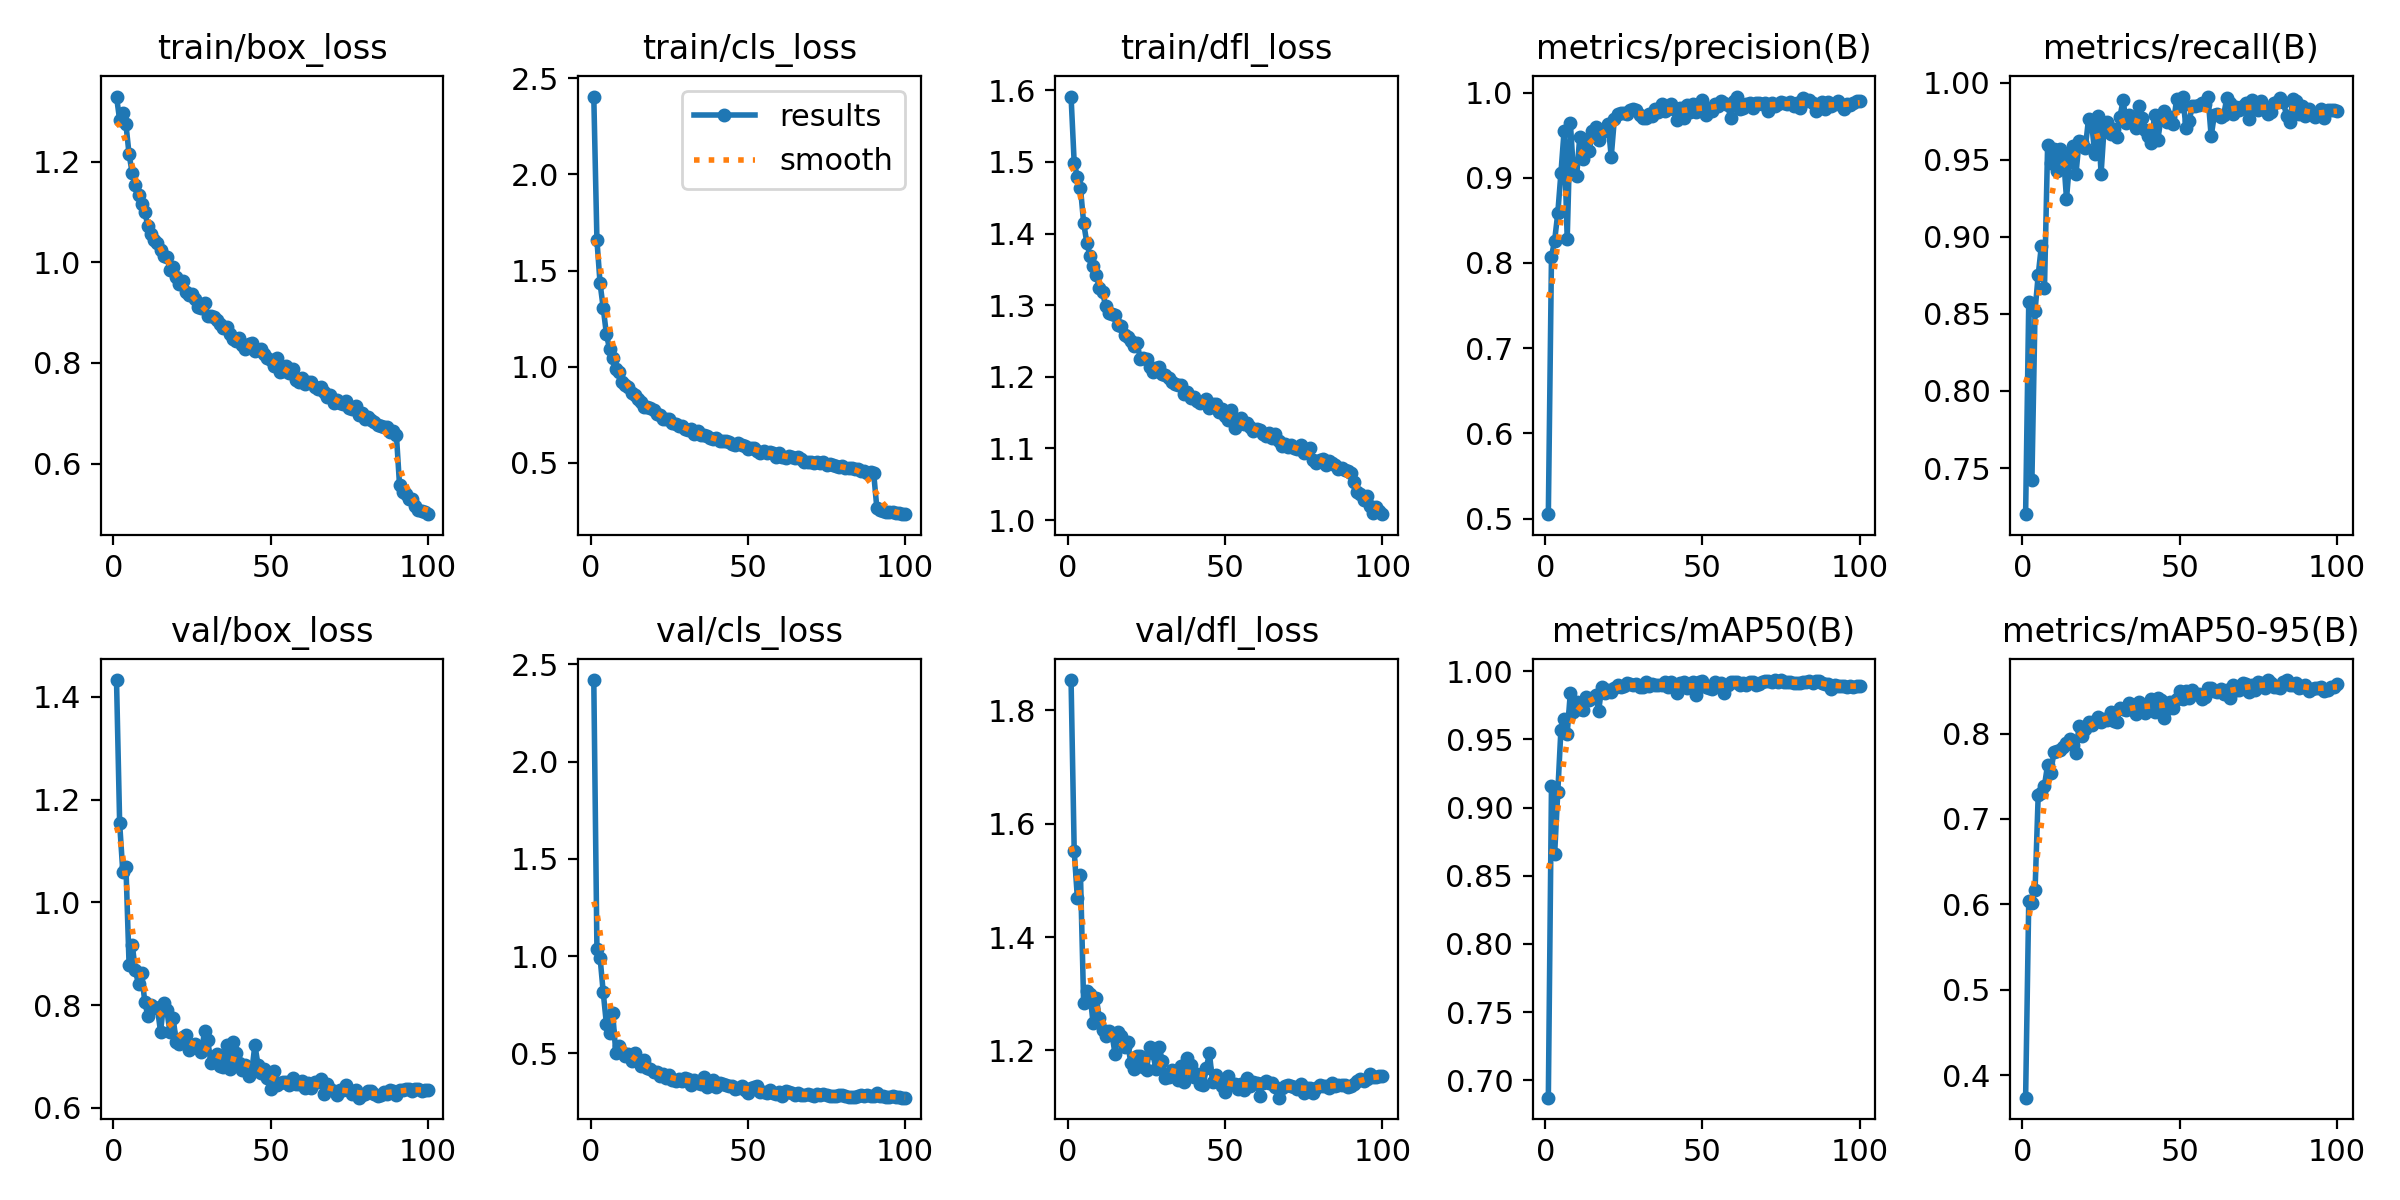 train/box_loss
1.2
1.0
0.8
0.6
0 50 100
train/cls_loss
results
smooth
2.5
2.0
1.5
1.0
0.5
0 50 100
train/dfl_loss
1.6
1.5
1.4
1.3
1.2
1.1
1.0
0 50 100
metrics/precision(B)
1.0
0.9
0.8
0.7
0.6
0.5
0 50 100
metrics/recall(B)
1.00
0.95
0.90
0.85
0.80
0.75
0 50 100
val/box_loss
1.4
1.2
1.0
0.8
0.6
0 50 100
val/cls_loss
2.5
2.0
1.5
1.0
0.5
0 50 100
val/dfl_loss
1.8
1.6
1.4
1.2
0 50 100
metrics/mAP50(B)
1.00
0.95
0.90
0.85
0.80
0.75
0.70
0 50 100
metrics/mAP50-95(B)
0.8
0.7
0.6
0.5
0.4
0 50 100